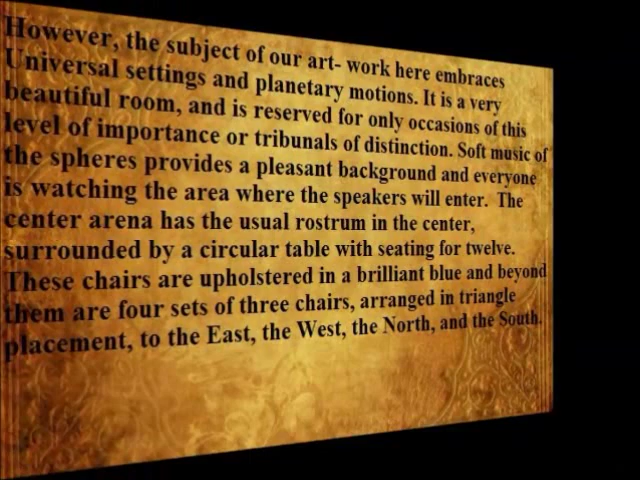 However, the subject of our art- work here embraces
Universal settings and planetary motions. It is a very
beautiful room, and is reserved for only occasions of this
level of importance or tribunals of distinction. Soft music of
the spheres provides a pleasant background and everyone
is watching the area where the speakers will enter. The
center arena has the usual rostrum in the center,
surrounded by a circular table with seating for twelve.
These chairs are upholstered in a brilliant blue and beyond
them are four sets of three chairs, arranged in triangle
placement, to the East, the West, the North, and the South.